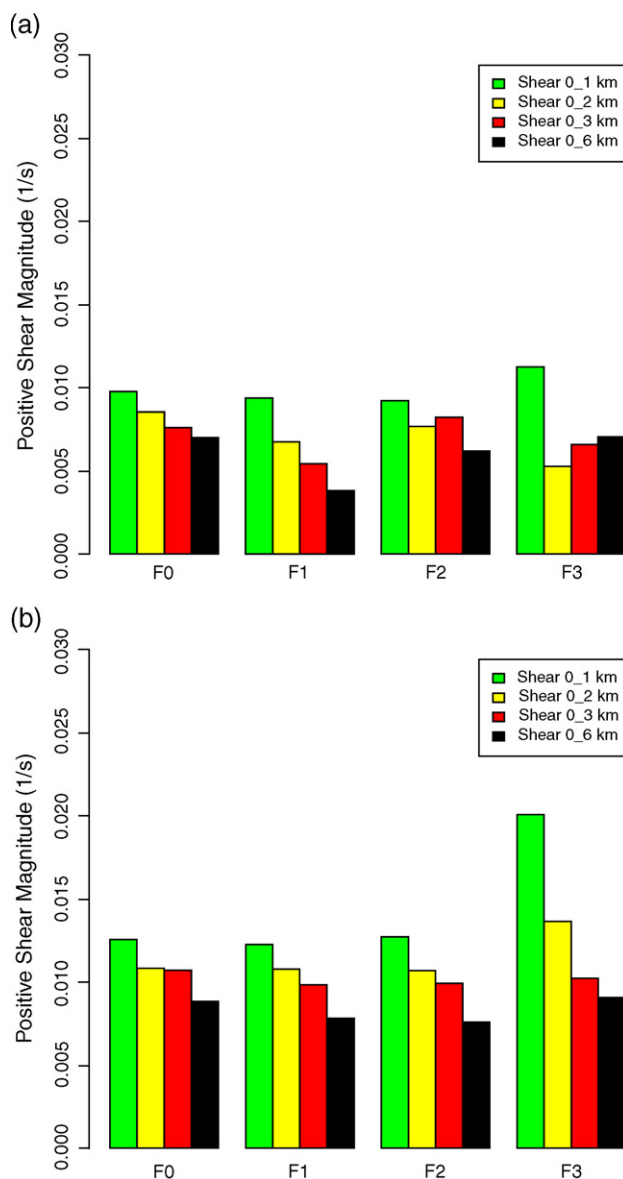 (a)
Positive Shear Magnitude (1/s)
0.030
0.025
0.020
0.015
0.010
0.005
0.000
Shear 0_1 km
Shear 0_2 km
Shear 0_3 km
Shear 0_6 km
F0 F1 F2 F3
(b)
Positive Shear Magnitude (1/s)
0.030
0.025
0.020
0.015
0.010
0.005
0.000
Shear 0_1 km
Shear 0_2 km
Shear 0_3 km
Shear 0_6 km
F0 F1 F2 F3